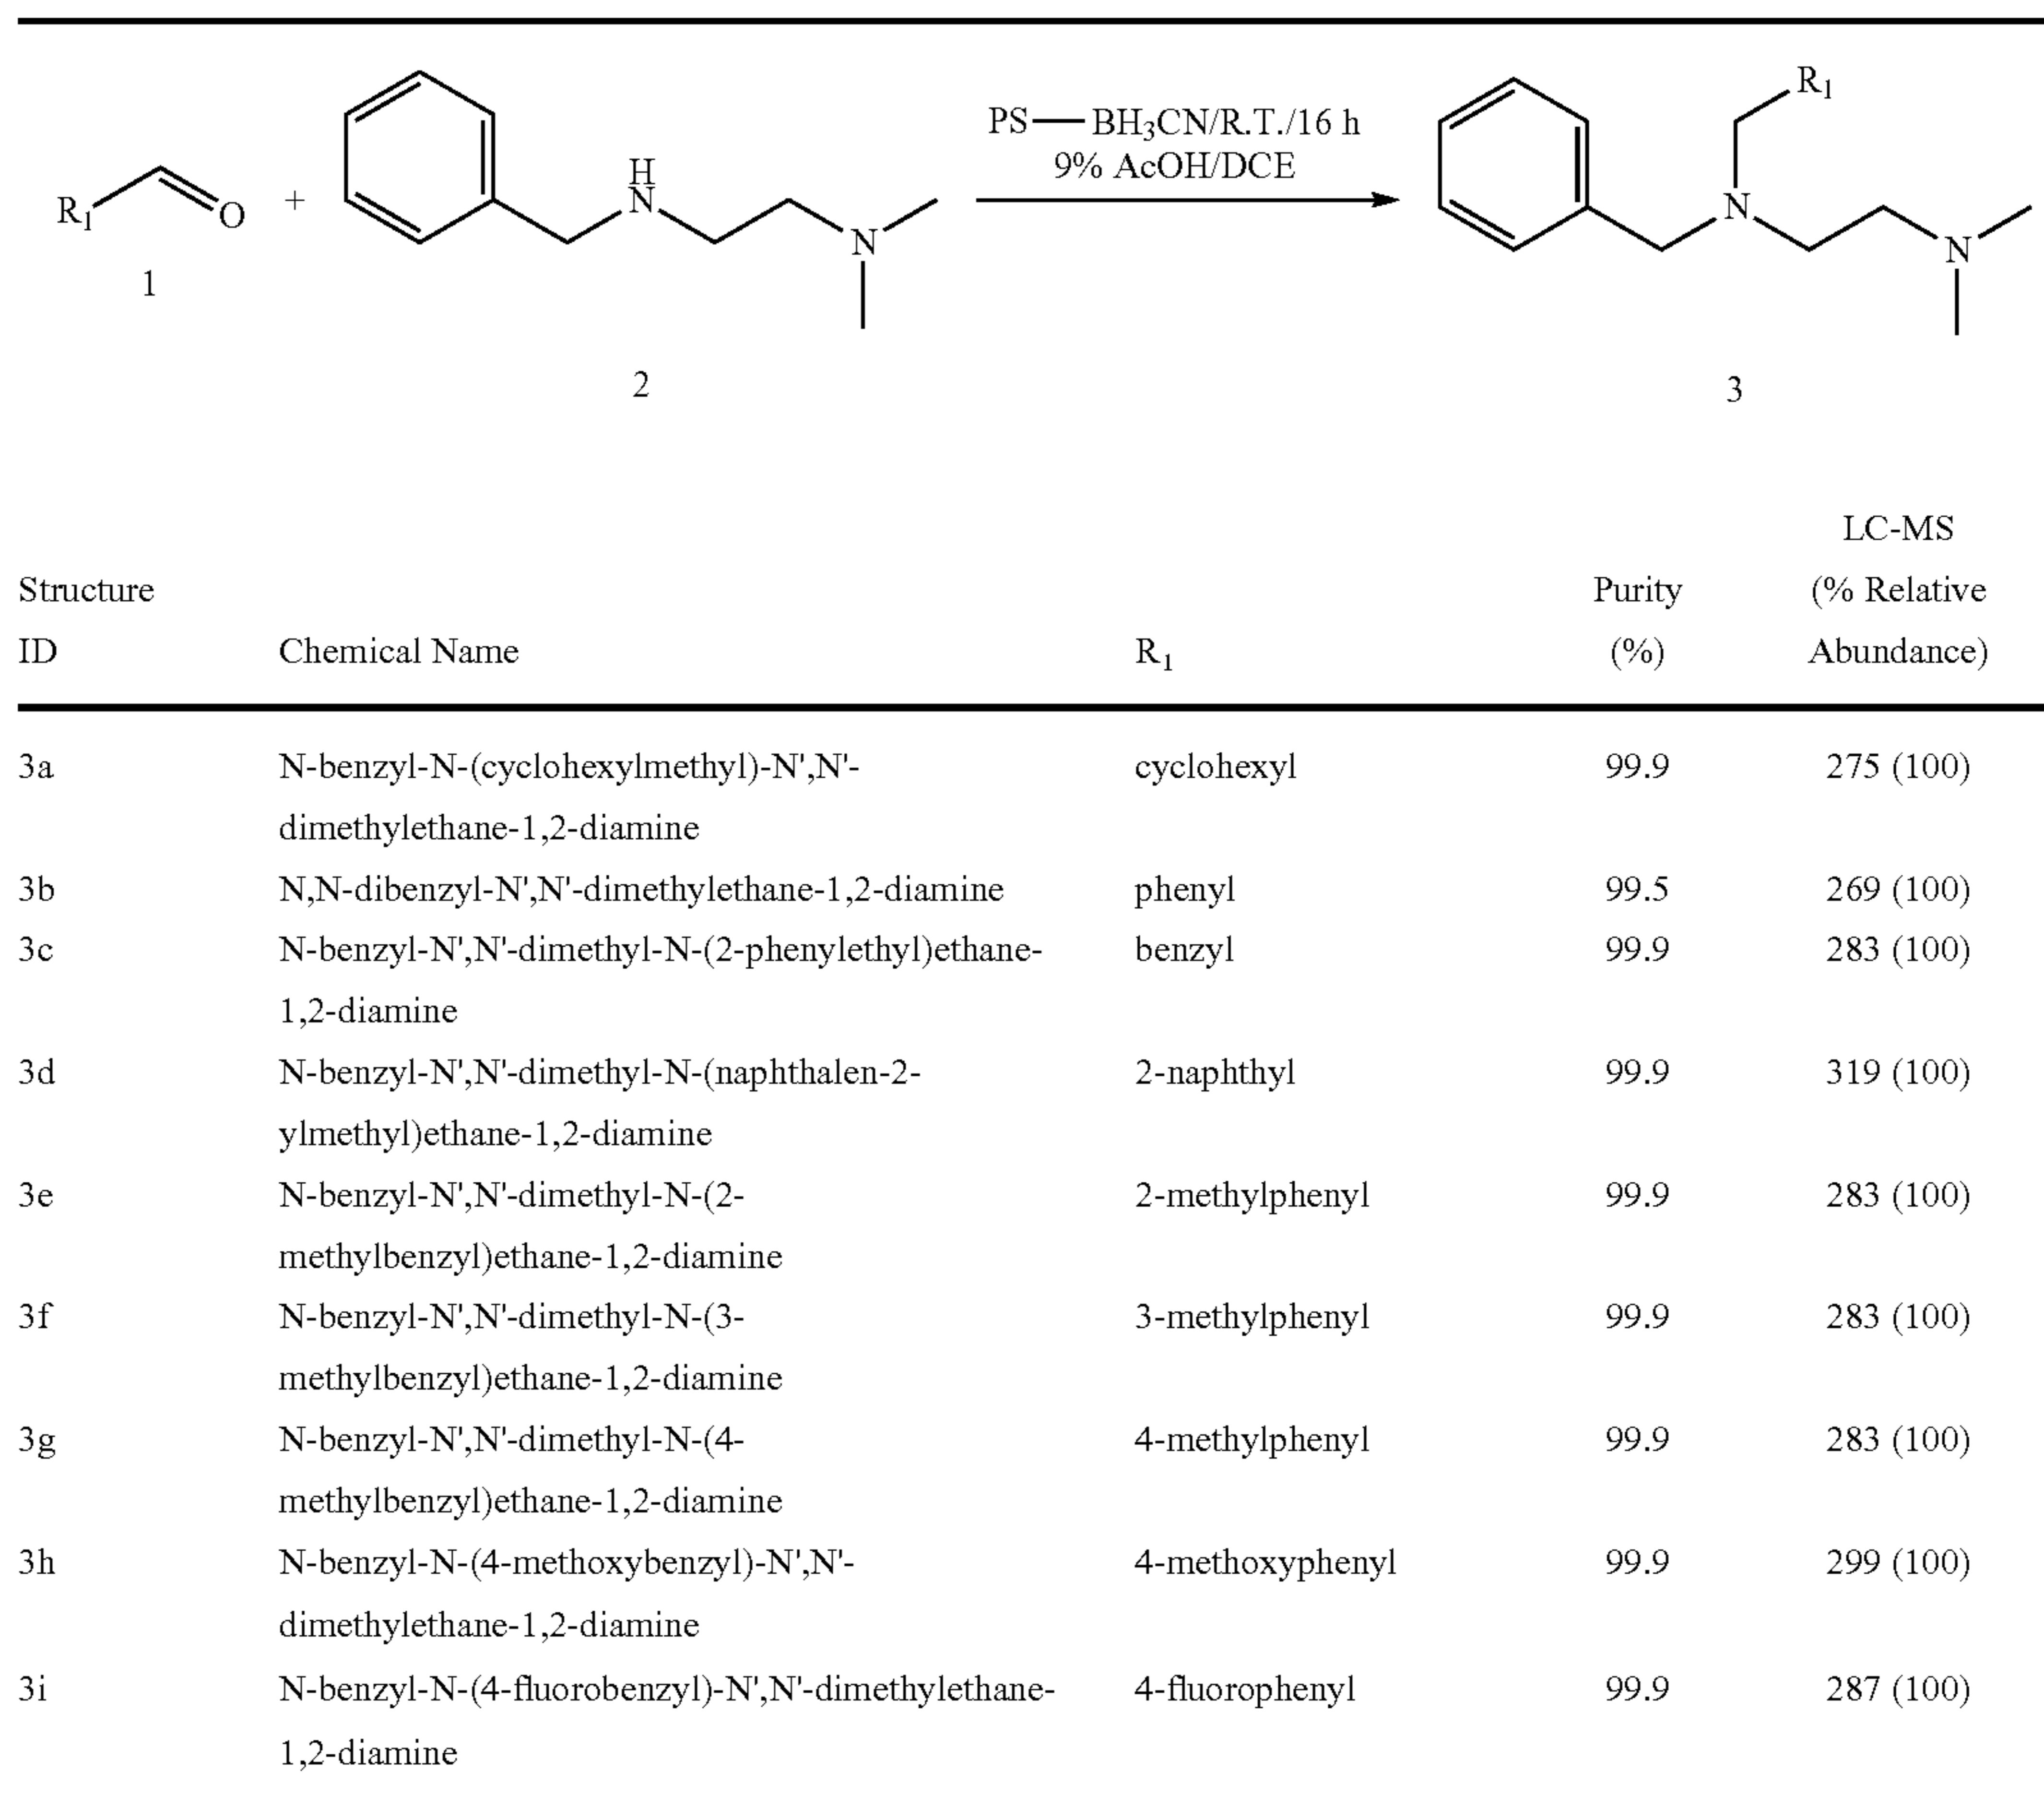 R₁
O
1
+
H
N
N
2
PS—BH₃CN/R.T./16 h
9% AcOH/DCE
R₁
N
N
3
Structure
ID
Chemical Name
R₁
Purity
(%)
LC-MS
(% Relative
Abundance)
3a N-benzyl-N-(cyclohexylmethyl)-N',N'- cyclohexyl 99.9 275 (100)
dimethylethane-1,2-diamine
3b N,N-dibenzyl-N',N'-dimethylethane-1,2-diamine phenyl 99.5 269 (100)
3c N-benzyl-N',N'-dimethyl-N-(2-phenylethyl)ethane- benzyl 99.9 283 (100)
1,2-diamine
3d N-benzyl-N',N'-dimethyl-N-(naphthalen-2- 2-naphthyl 99.9 319 (100)
ylmethyl)ethane-1,2-diamine
3e N-benzyl-N',N'-dimethyl-N-(2- 2-methylphenyl 99.9 283 (100)
methylbenzyl)ethane-1,2-diamine
3f N-benzyl-N',N'-dimethyl-N-(3- 3-methylphenyl 99.9 283 (100)
methylbenzyl)ethane-1,2-diamine
3g N-benzyl-N',N'-dimethyl-N-(4- 4-methylphenyl 99.9 283 (100)
methylbenzyl)ethane-1,2-diamine
3h N-benzyl-N-(4-methoxybenzyl)-N',N'- 4-methoxyphenyl 99.9 299 (100)
dimethylethane-1,2-diamine
3i N-benzyl-N-(4-fluorobenzyl)-N',N'-dimethylethane- 4-fluorophenyl 99.9 287 (100)
1,2-diamine